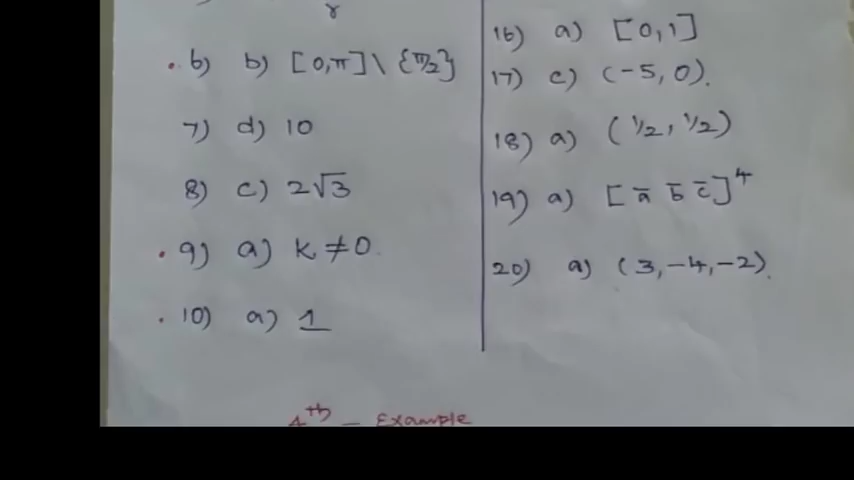 γ
. 6) b) [0,π] \ {π/2}
7) d) 10
8) c) 2√3
. 9) a) k ≠ 0.
. 10) a) 1
16) a) [0,1]
17) c) (-5, 0).
18) a) (1/2, 1/2)
19) a) [a̅ b̅ c̅]⁴
20) a) (3, -4, -2).
4th - Example